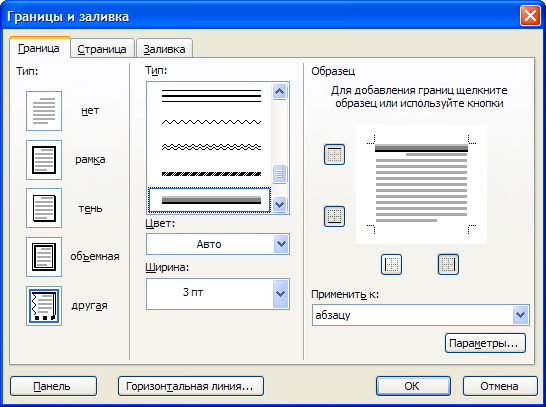 Границы и заливка
Граница
Страница
Заливка
Тип:
нет
рамка
тень
объемная
другая
Тип:
Цвет:
Авто
Ширина:
3 пт
Образец
Для добавления границ щелкните
образец или используйте кнопки
Применить к:
абзацу
Параметры...
Панель
Горизонтальная линия...
ОК
Отмена